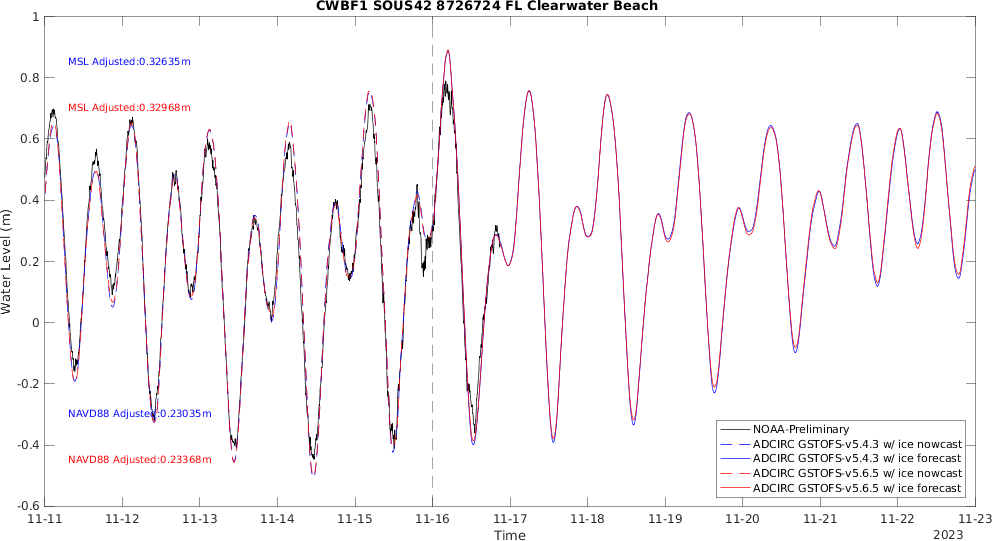 CWBF1 SOUS42 8726724 FL Clearwater Beach
1
0.8
0.6
0.4
0.2
0
-0.2
-0.4
-0.6
Water Level (m)
MSL Adjusted:0.32635m
MSL Adjusted:0.32968m
NAVD88 Adjusted:0.23035m
NAVD88 Adjusted:0.23368m
NOAA-Preliminary
ADCIRC GSTOFS-v5.4.3 w/ ice nowcast
ADCIRC GSTOFS-v5.4.3 w/ ice forecast
ADCIRC GSTOFS-v5.6.5 w/ ice nowcast
ADCIRC GSTOFS-v5.6.5 w/ ice forecast
11-11 11-12 11-13 11-14 11-15 11-16 11-17 11-18 11-19 11-20 11-21 11-22 11-23
Time
2023